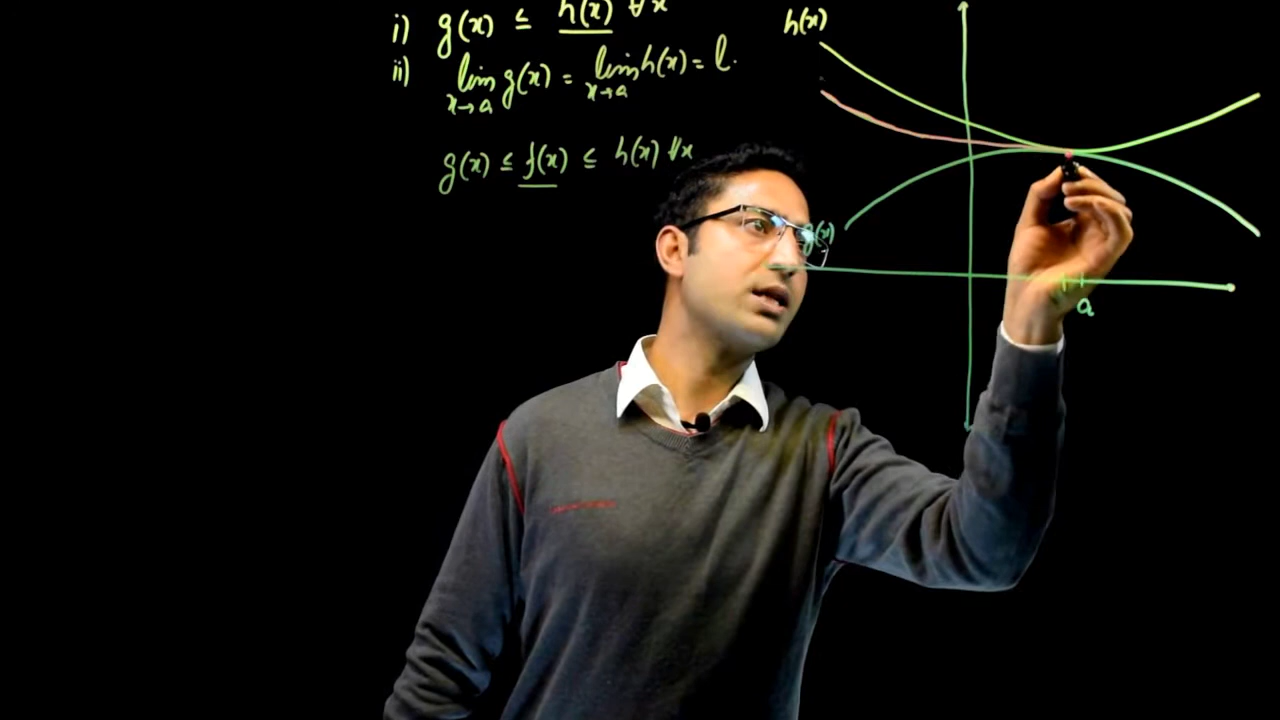 i) g(x) ≤ h(x) ∀x
ii) lim g(x) = lim h(x) = l.
x→a x→a
g(x) ≤ f(x) ≤ h(x) ∀x
h(x)
g(x)
a